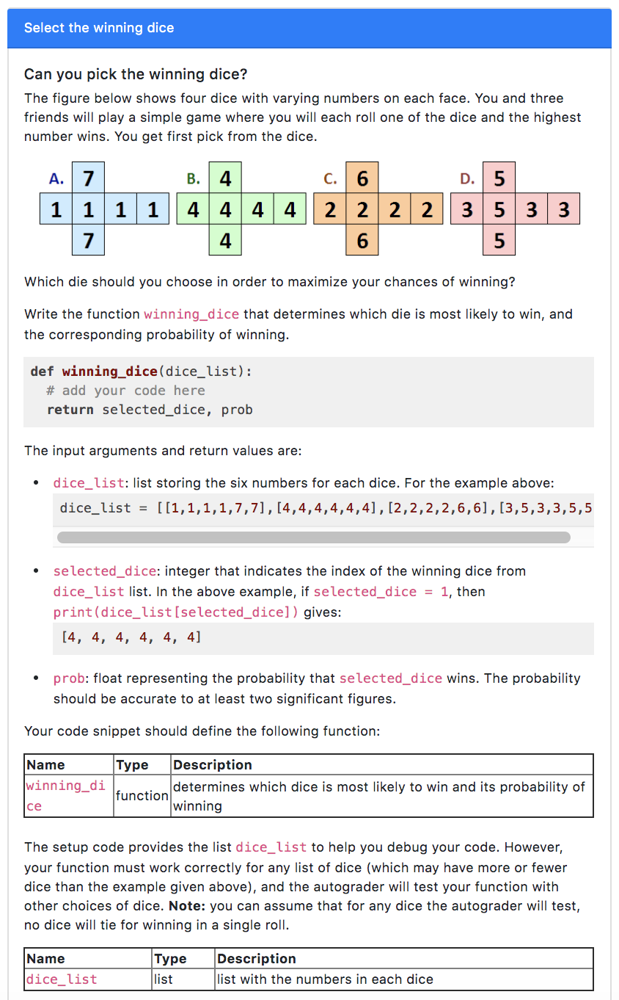 Select the winning dice
Can you pick the winning dice?
The figure below shows four dice with varying numbers on each face. You and three
friends will play a simple game where you will each roll one of the dice and the highest
number wins. You get first pick from the dice.
A. 7 B. 4 C. 6 D. 5
1 1 1 1 4 4 4 4 2 2 2 2 3 5 3 3
7 4 6 5
Which die should you choose in order to maximize your chances of winning?
Write the function winning_dice that determines which die is most likely to win, and
the corresponding probability of winning.
def winning_dice(dice_list):
# add your code here
return selected_dice, prob
The input arguments and return values are:
• dice_list: list storing the six numbers for each dice. For the example above:
dice_list = [[1,1,1,1,7,7],[4,4,4,4,4,4],[2,2,2,2,6,6],[3,5,3,3,5,5
• selected_dice: integer that indicates the index of the winning dice from
dice_list list. In the above example, if selected_dice = 1, then
print(dice_list[selected_dice]) gives:
[4, 4, 4, 4, 4, 4]
• prob: float representing the probability that selected_dice wins. The probability
should be accurate to at least two significant figures.
Your code snippet should define the following function:
Name Type Description
winning_di
ce function determines which dice is most likely to win and its probability of
winning
The setup code provides the list dice_list to help you debug your code. However,
your function must work correctly for any list of dice (which may have more or fewer
dice than the example given above), and the autograder will test your function with
other choices of dice. Note: you can assume that for any dice the autograder will test,
no dice will tie for winning in a single roll.
Name Type Description
dice_list list list with the numbers in each dice